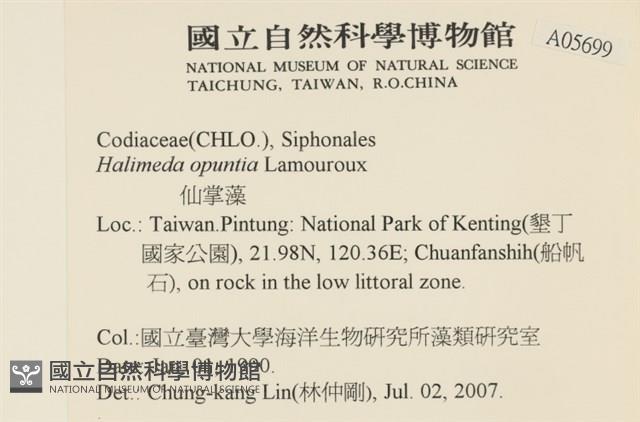 國立自然科學博物館
A05699
NATIONAL MUSEUM OF NATURAL SCIENCE
TAICHUNG, TAIWAN, R.O.CHINA
Codiaceae(CHLO.), Siphonales
Halimeda opuntia Lamouroux
仙掌藻
Loc.: Taiwan.Pintung: National Park of Kenting(墾丁
國家公園), 21.98N, 120.36E; Chuanfanshih(船帆
石), on rock in the low littoral zone.
Col.:國立臺灣大學海洋生物研究所藻類研究室
1990.
國立自然科學博物館
NATIONAL MUSEUM OF NATURAL SCIENCE
Det.: Chung-kang Lin(林仲剛), Jul. 02, 2007.